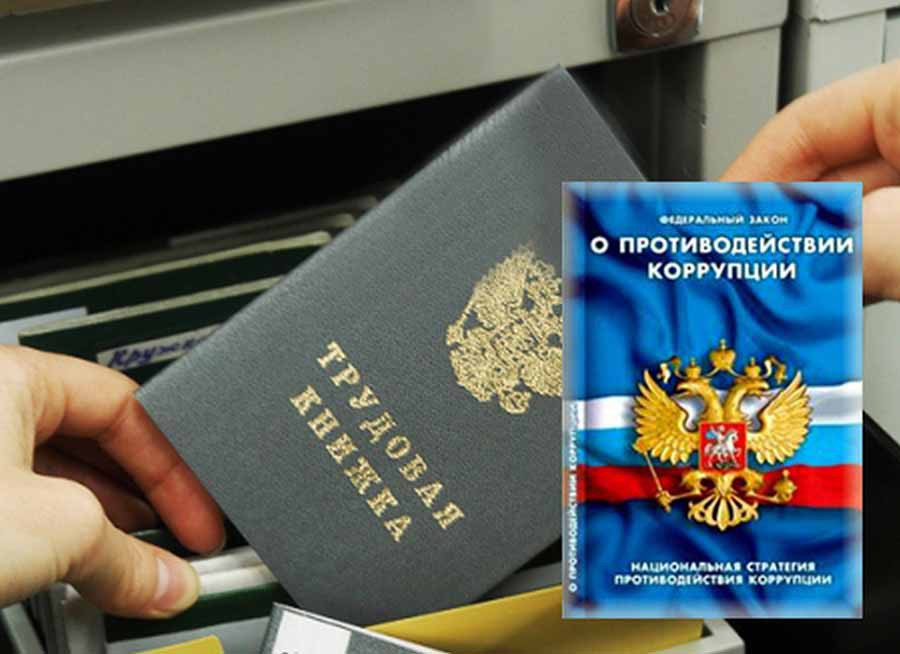 ТРУДОВАЯ
КНИЖКА
ФЕДЕРАЛЬНЫЙ ЗАКОН
О ПРОТИВОДЕЙСТВИИ
КОРРУПЦИИ
НАЦИОНАЛЬНАЯ СТРАТЕГИЯ
ПРОТИВОДЕЙСТВИЯ КОРРУПЦИИ
О ПРОТИВОДЕЙСТВИИ КОРРУПЦИИ